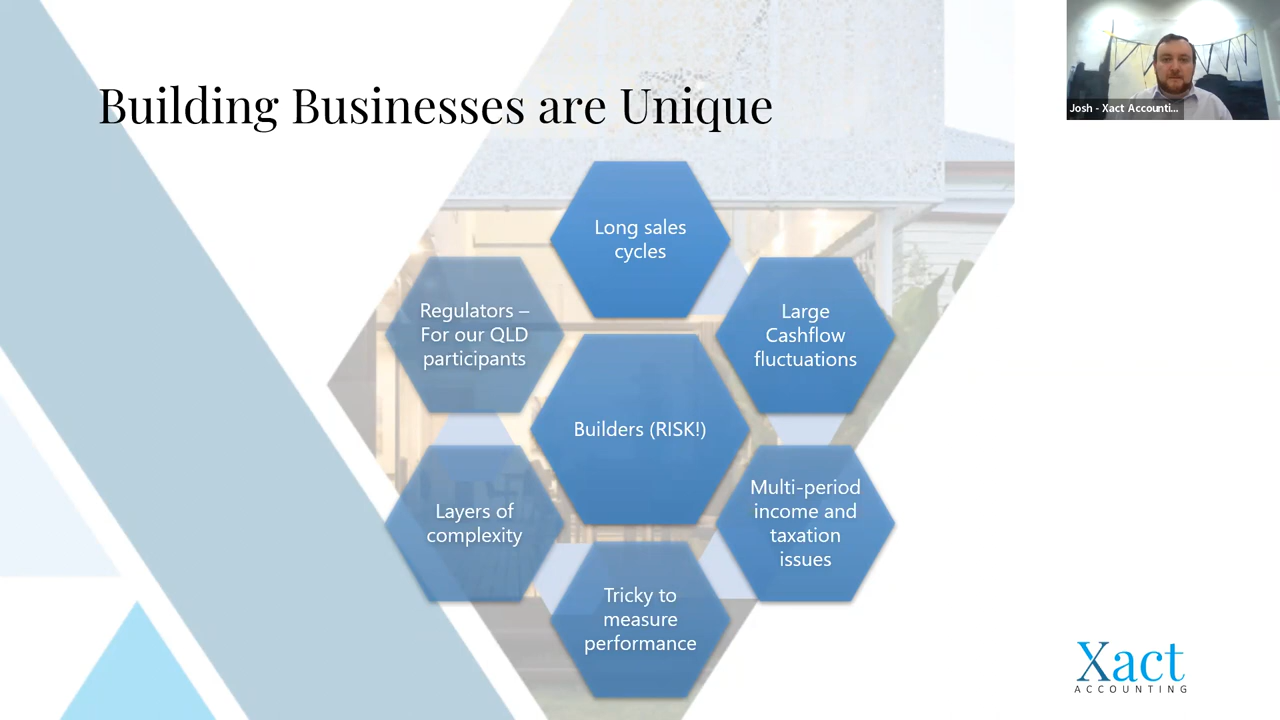 Building Businesses are Unique
Josh - Xact Accounti...
Long sales
cycles
Large
Cashflow
fluctuations
Multi-period
income and
taxation
issues
Tricky to
measure
performance
Layers of
complexity
Regulators –
For our QLD
participants
Builders (RISK!)
Xact
ACCOUNTING